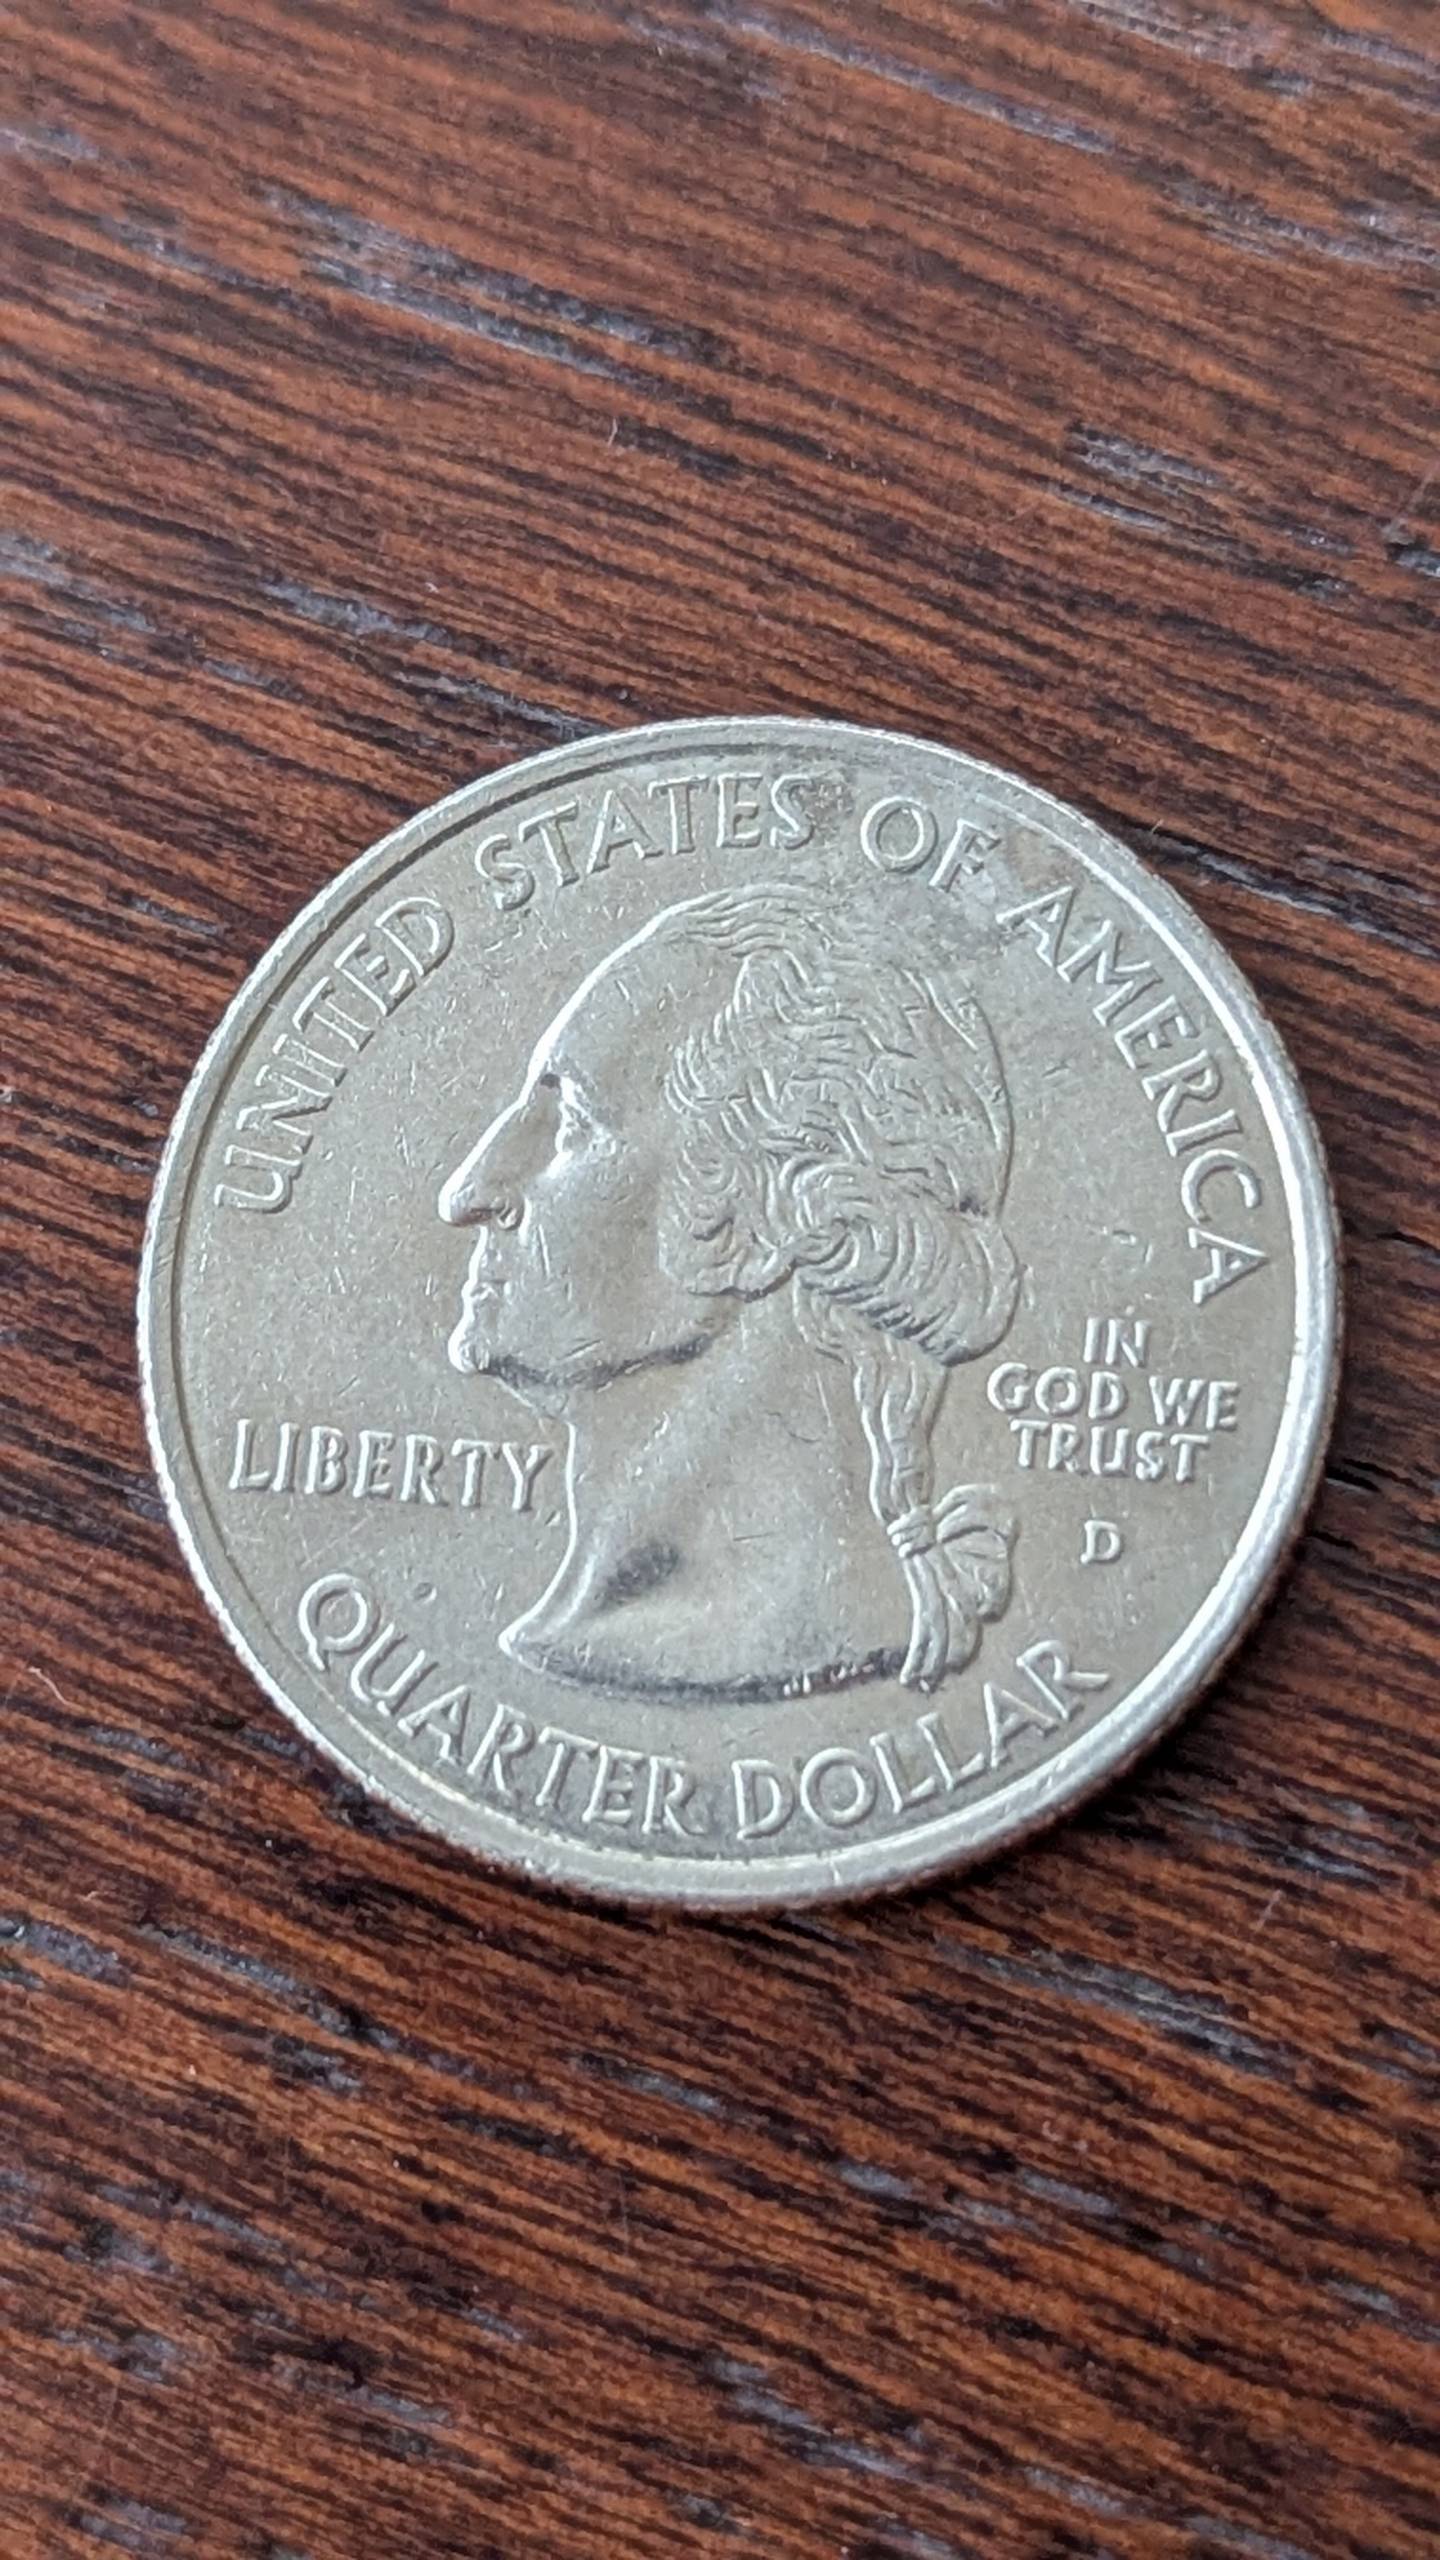 UNITED STATES OF AMERICA
LIBERTY
IN
GOD WE
TRUST
D
QUARTER DOLLAR